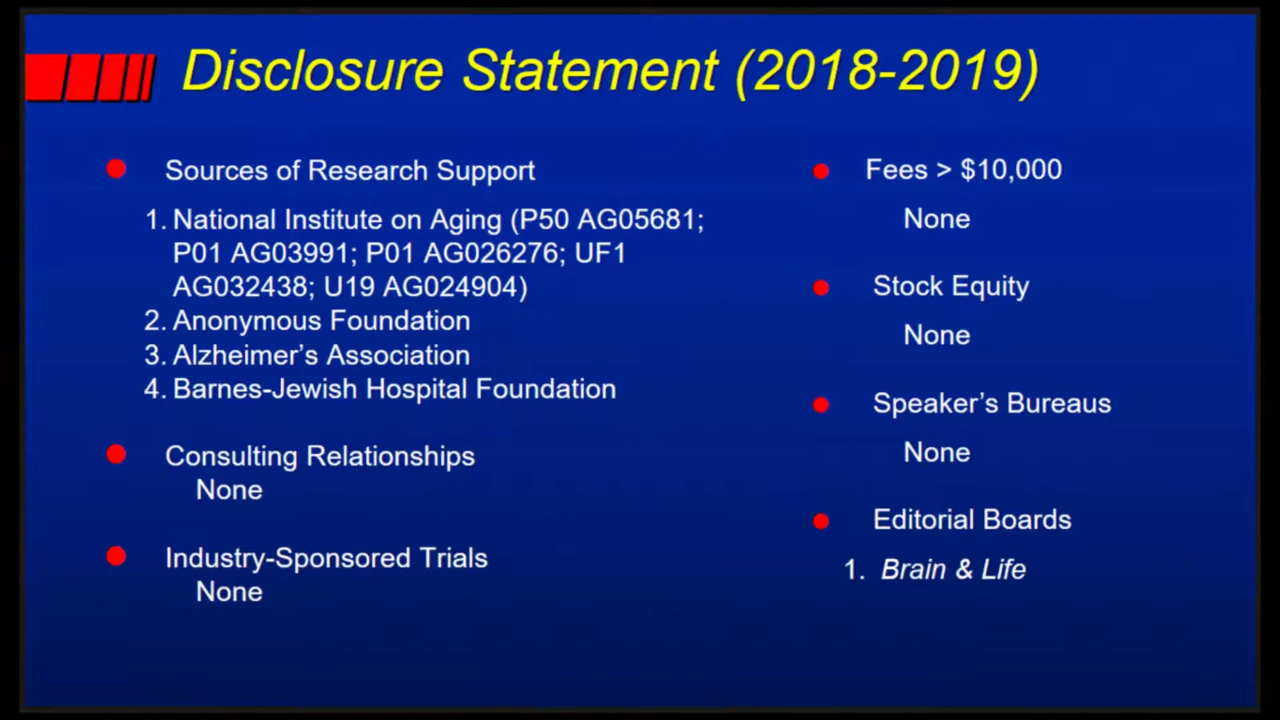 Disclosure Statement (2018-2019)
Sources of Research Support
1. National Institute on Aging (P50 AG05681;
P01 AG03991; P01 AG026276; UF1
AG032438; U19 AG024904)
2. Anonymous Foundation
3. Alzheimer’s Association
4. Barnes-Jewish Hospital Foundation
Consulting Relationships
None
Industry-Sponsored Trials
None
Fees > $10,000
None
Stock Equity
None
Speaker’s Bureaus
None
Editorial Boards
1. Brain & Life